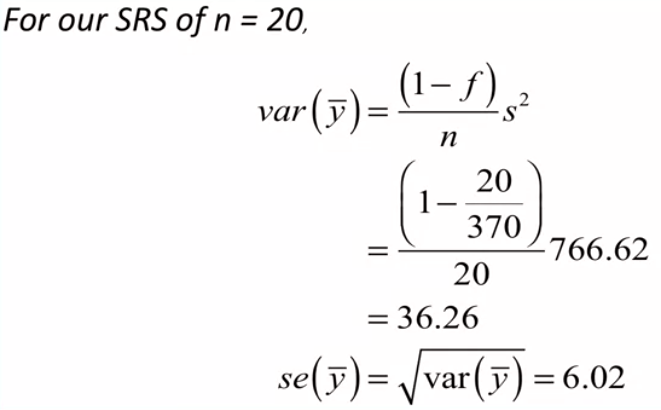 For our SRS of n = 20,
var(y̅) = (1 − f)/n s²
= (1 − 20/370)/20 766.62
= 36.26
se(y̅) = √var(y̅) = 6.02